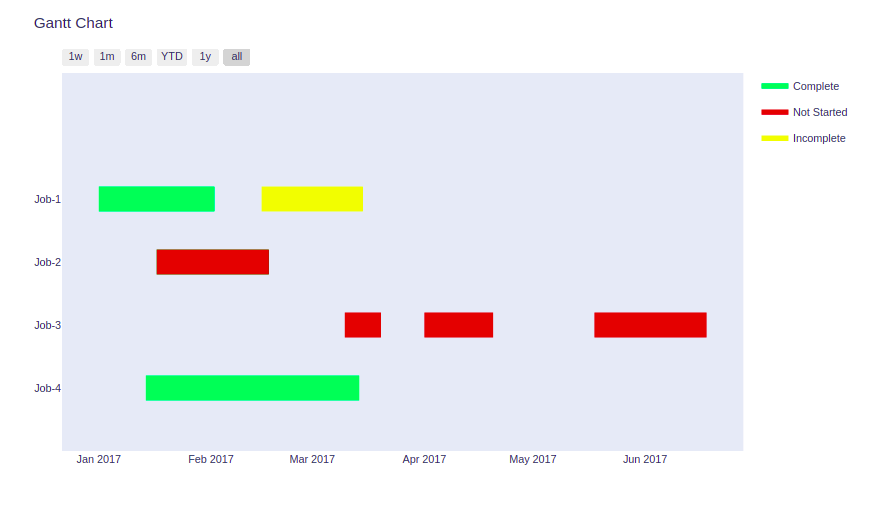 Gantt Chart
1w 1m 6m YTD 1y all
Complete
Not Started
Incomplete
Job-1
Job-2
Job-3
Job-4
Jan 2017 Feb 2017 Mar 2017 Apr 2017 May 2017 Jun 2017